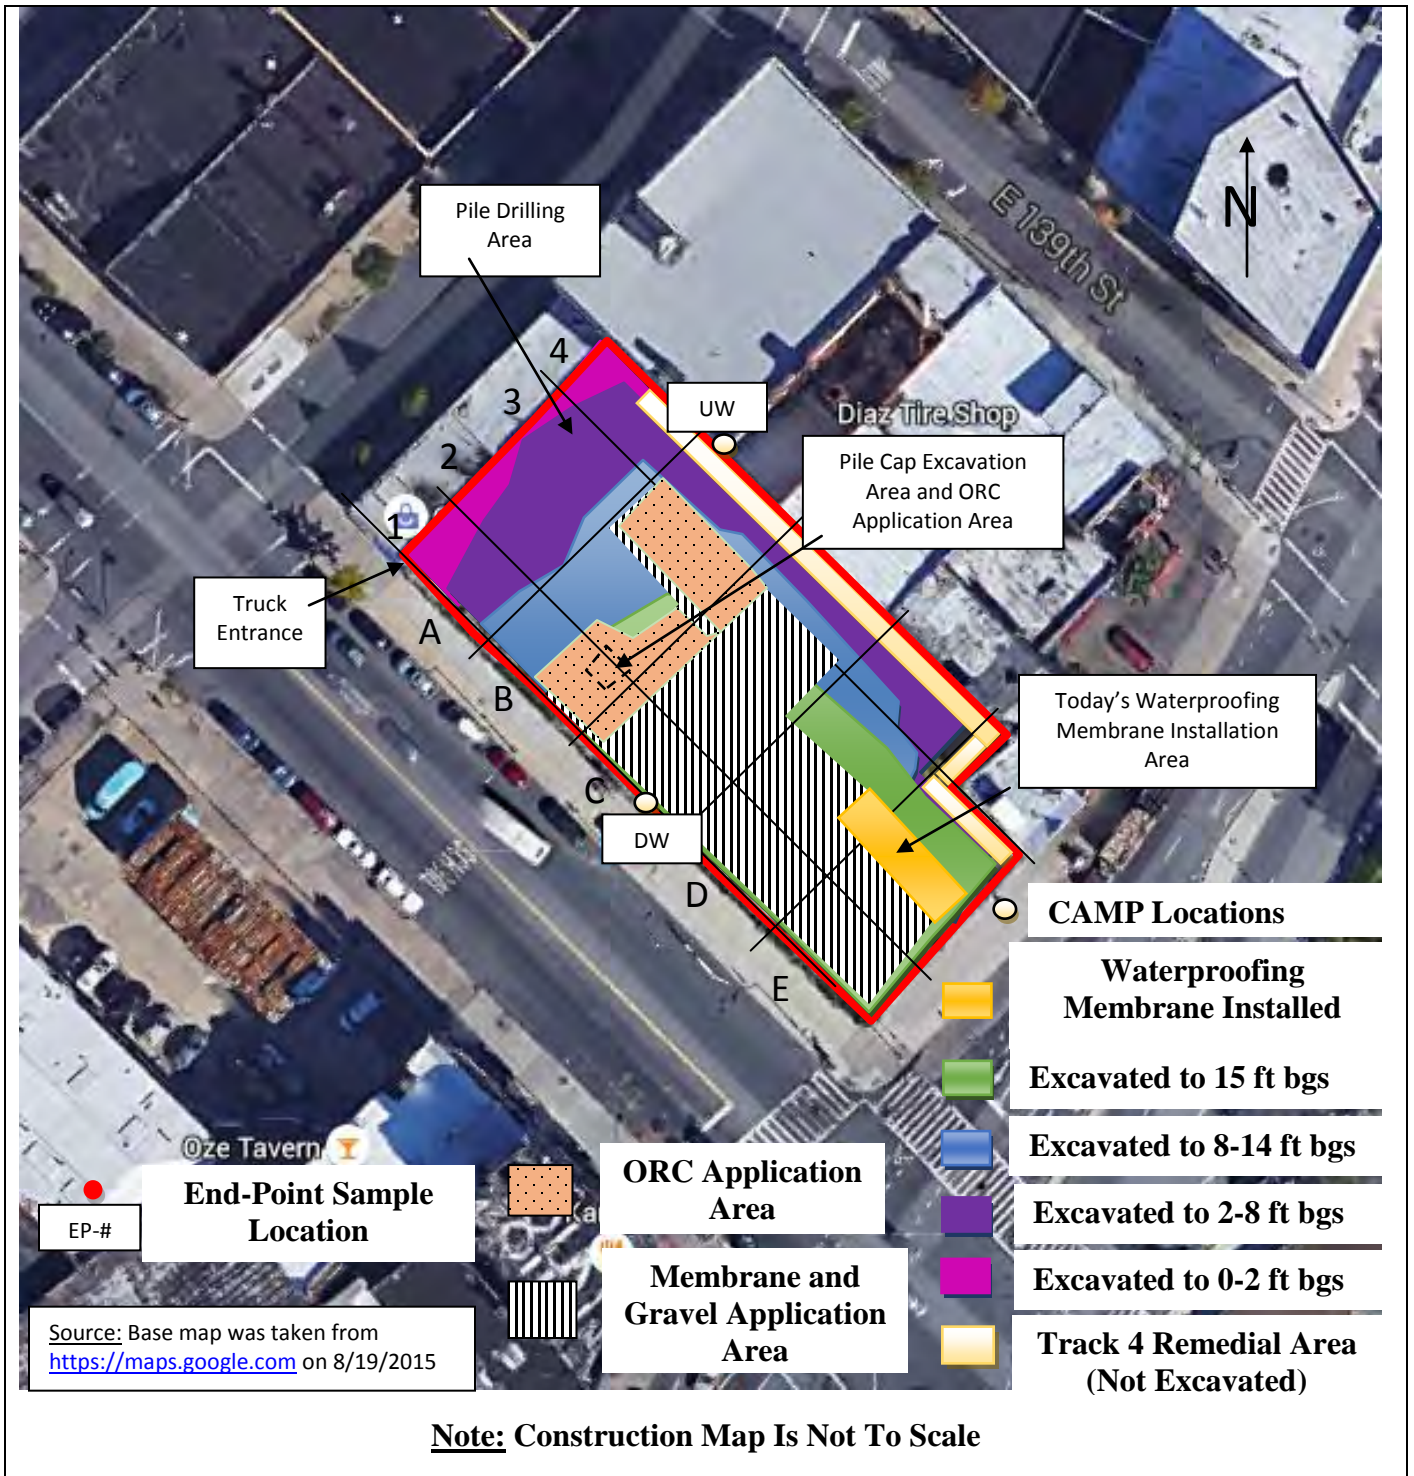 Pile Drilling
Area
E 139th St
N
4
3
2
1
UW
Diaz Tire Shop
Pile Cap Excavation
Area and ORC
Application Area
Truck
Entrance
A
B
C
D
E
Today's Waterproofing
Membrane Installation
Area
DW
CAMP Locations
Waterproofing
Membrane Installed
Excavated to 15 ft bgs
Excavated to 8-14 ft bgs
Excavated to 2-8 ft bgs
Excavated to 0-2 ft bgs
Track 4 Remedial Area
(Not Excavated)
Oze Tavern
End-Point Sample
Location
EP-#
ORC Application
Area
Membrane and
Gravel Application
Area
Source: Base map was taken from
https://maps.google.com on 8/19/2015
Note: Construction Map Is Not To Scale